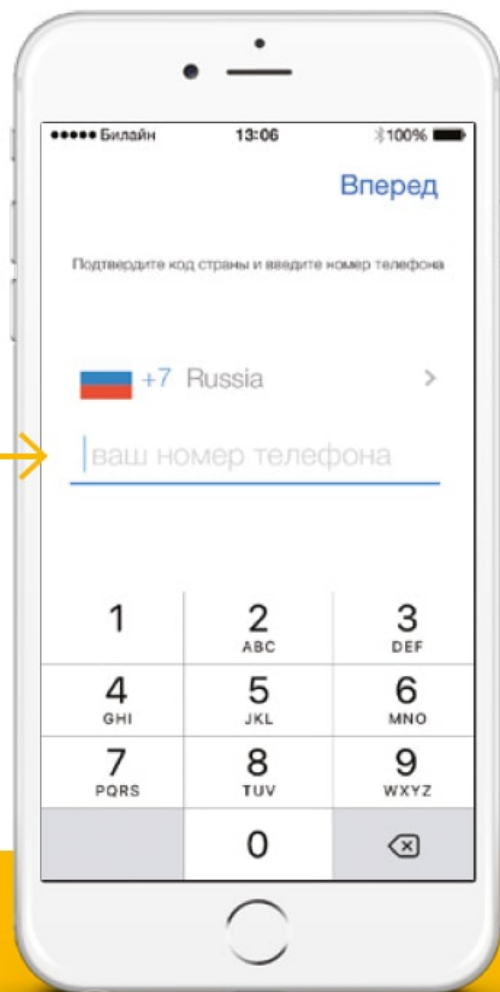 Билайн 13:06 100%
Вперед
Подтвердите код страны и введите номер телефона
+7 Russia
ваш номер телефона
1 2 3
ABC DEF
4 5 6
GHI JKL MNO
7 8 9
PQRS TUV WXYZ
0